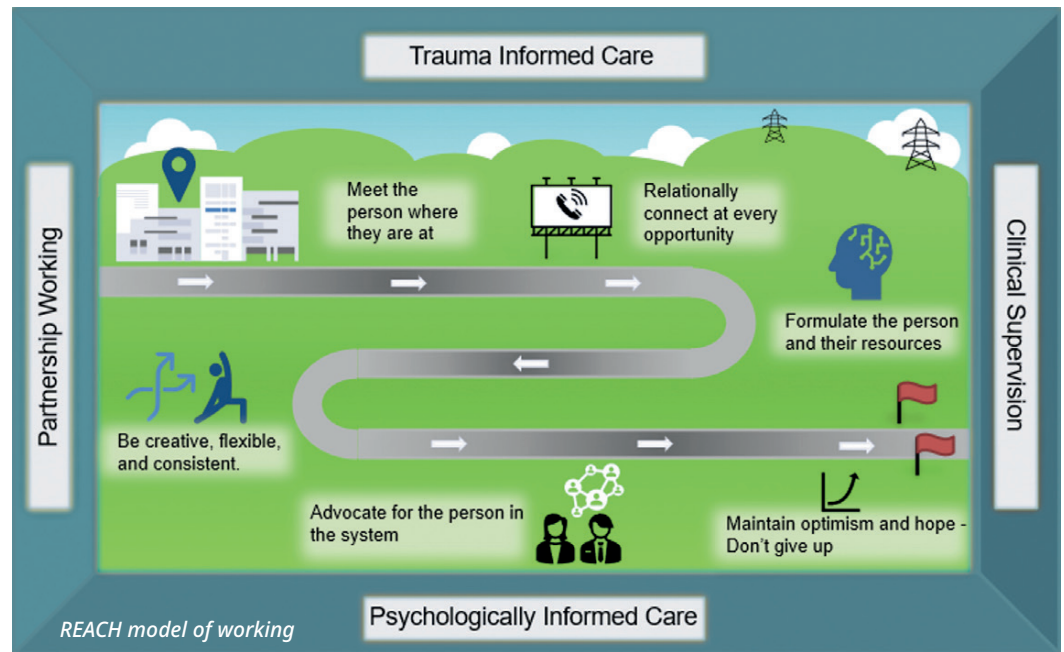 Trauma Informed Care
Partnership Working
Clinical Supervision
Meet the
person where
they are at
Relationally
connect at every
opportunity
Formulate the person
and their resources
Be creative, flexible,
and consistent.
Advocate for the person in
the system
Maintain optimism and hope -
Don't give up
REACH model of working
Psychologically Informed Care